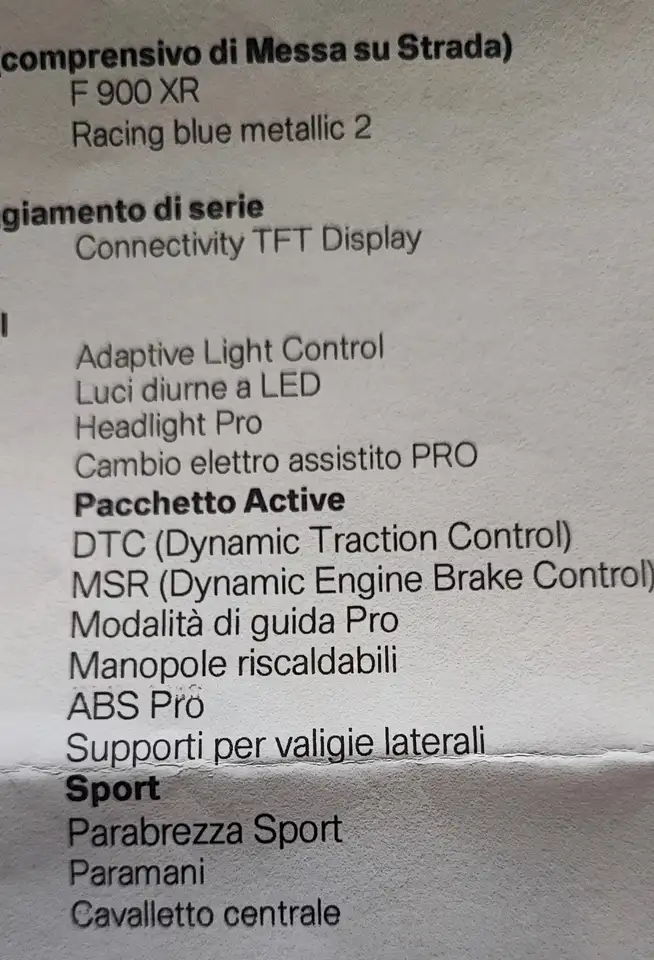 (comprensivo di Messa su Strada)
F 900 XR
Racing blue metallic 2
giamento di serie
Connectivity TFT Display
l
Adaptive Light Control
Luci diurne a LED
Headlight Pro
Cambio elettro assistito PRO
Pacchetto Active
DTC (Dynamic Traction Control)
MSR (Dynamic Engine Brake Control)
Modalità di guida Pro
Manopole riscaldabili
ABS Pro
Supporti per valigie laterali
Sport
Parabrezza Sport
Paramani
Cavalletto centrale